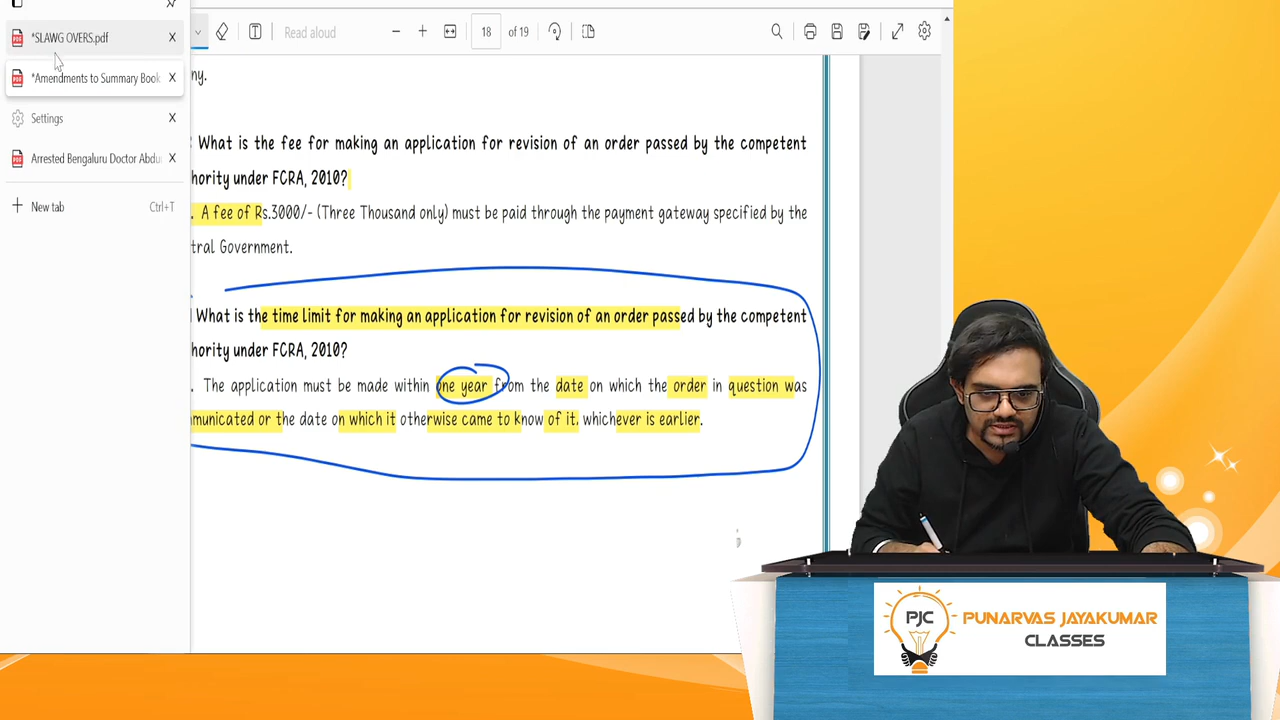 *SLAWG OVERS.pdf
*Amendments to Summary Book
Settings
Arrested Bengaluru Doctor Abdu
New tab Ctrl+T
Read aloud
18 of 19
ny.
What is the fee for making an application for revision of an order passed by the competent
hority under FCRA, 2010?
. A fee of Rs.3000/- (Three Thousand only) must be paid through the payment gateway specified by the
tral Government.
What is the time limit for making an application for revision of an order passed by the competent
hority under FCRA, 2010?
. The application must be made within one year from the date on which the order in question was
municated or the date on which it otherwise came to know of it, whichever is earlier.
PJC
PUNARVAS JAYAKUMAR
CLASSES